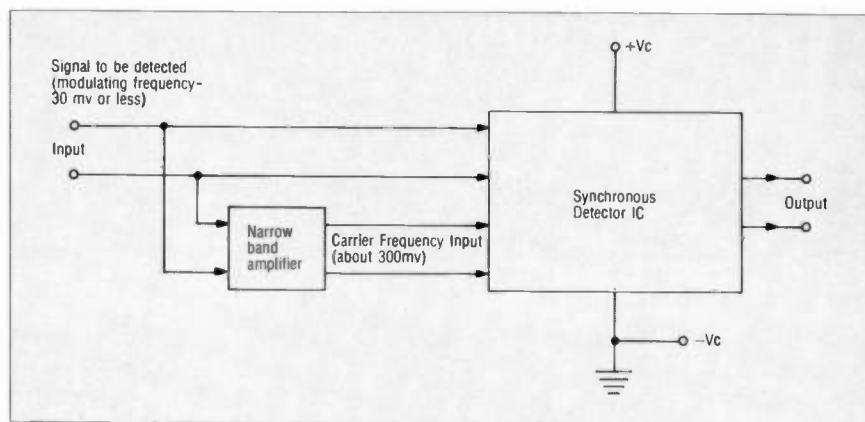 Signal to be detected
(modulating frequency-
30 mv or less)
Input
Narrow
band
amplifier
Carrier Frequency Input
(about 300mv)
+Vc
Synchronous
Detector IC
Output
-Vc